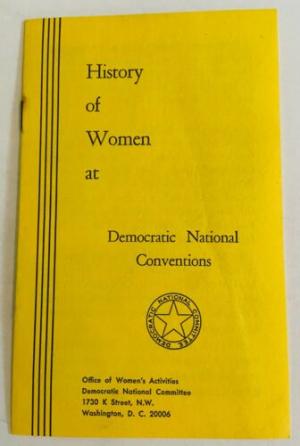 History
of
Women
at
Democratic National
Conventions
DEMOCRATIC NATIONAL COMMITTEE
Office of Women's Activities
Democratic National Committee
1730 K Street, N.W.
Washington, D. C. 20006